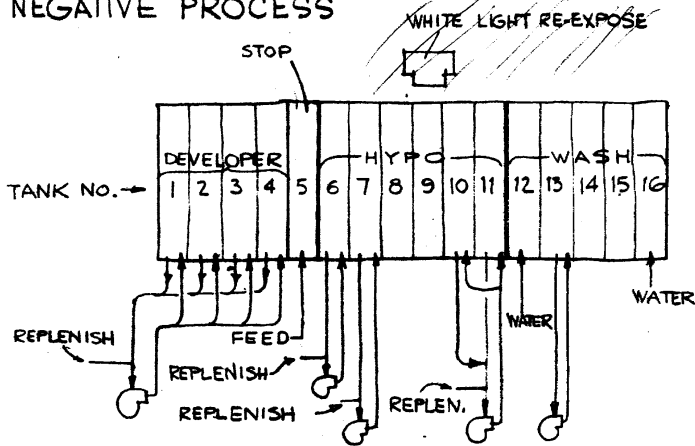 NEGATIVE PROCESS
WHITE LIGHT RE-EXPOSE
STOP
DEVELOPER
HYPO
WASH
TANK NO.
1 2 3 4 5 6 7 8 9 10 11 12 13 14 15 16
REPLENISH
FEED
REPLENISH
REPLENISH
REPLEN.
WATER
WATER